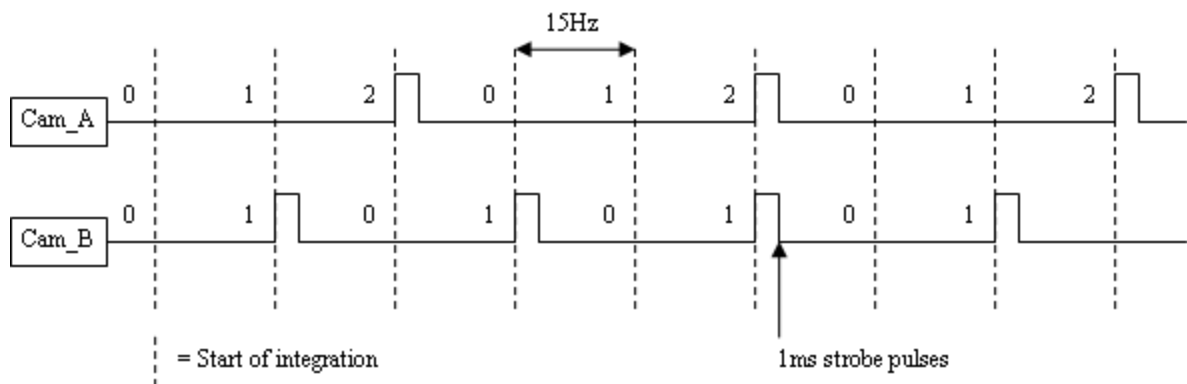 15Hz
0 1 2 0 1 2 0 1 2
Cam_A
0 1 0 1 0 1 0 1
Cam_B
= Start of integration
1ms strobe pulses